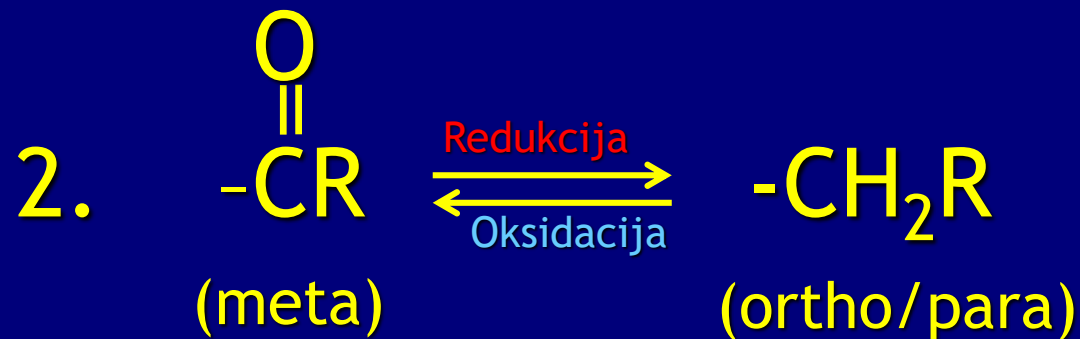 O
Redukcija
2. –CR -CH₂R
Oksidacija
(meta) (ortho/para)